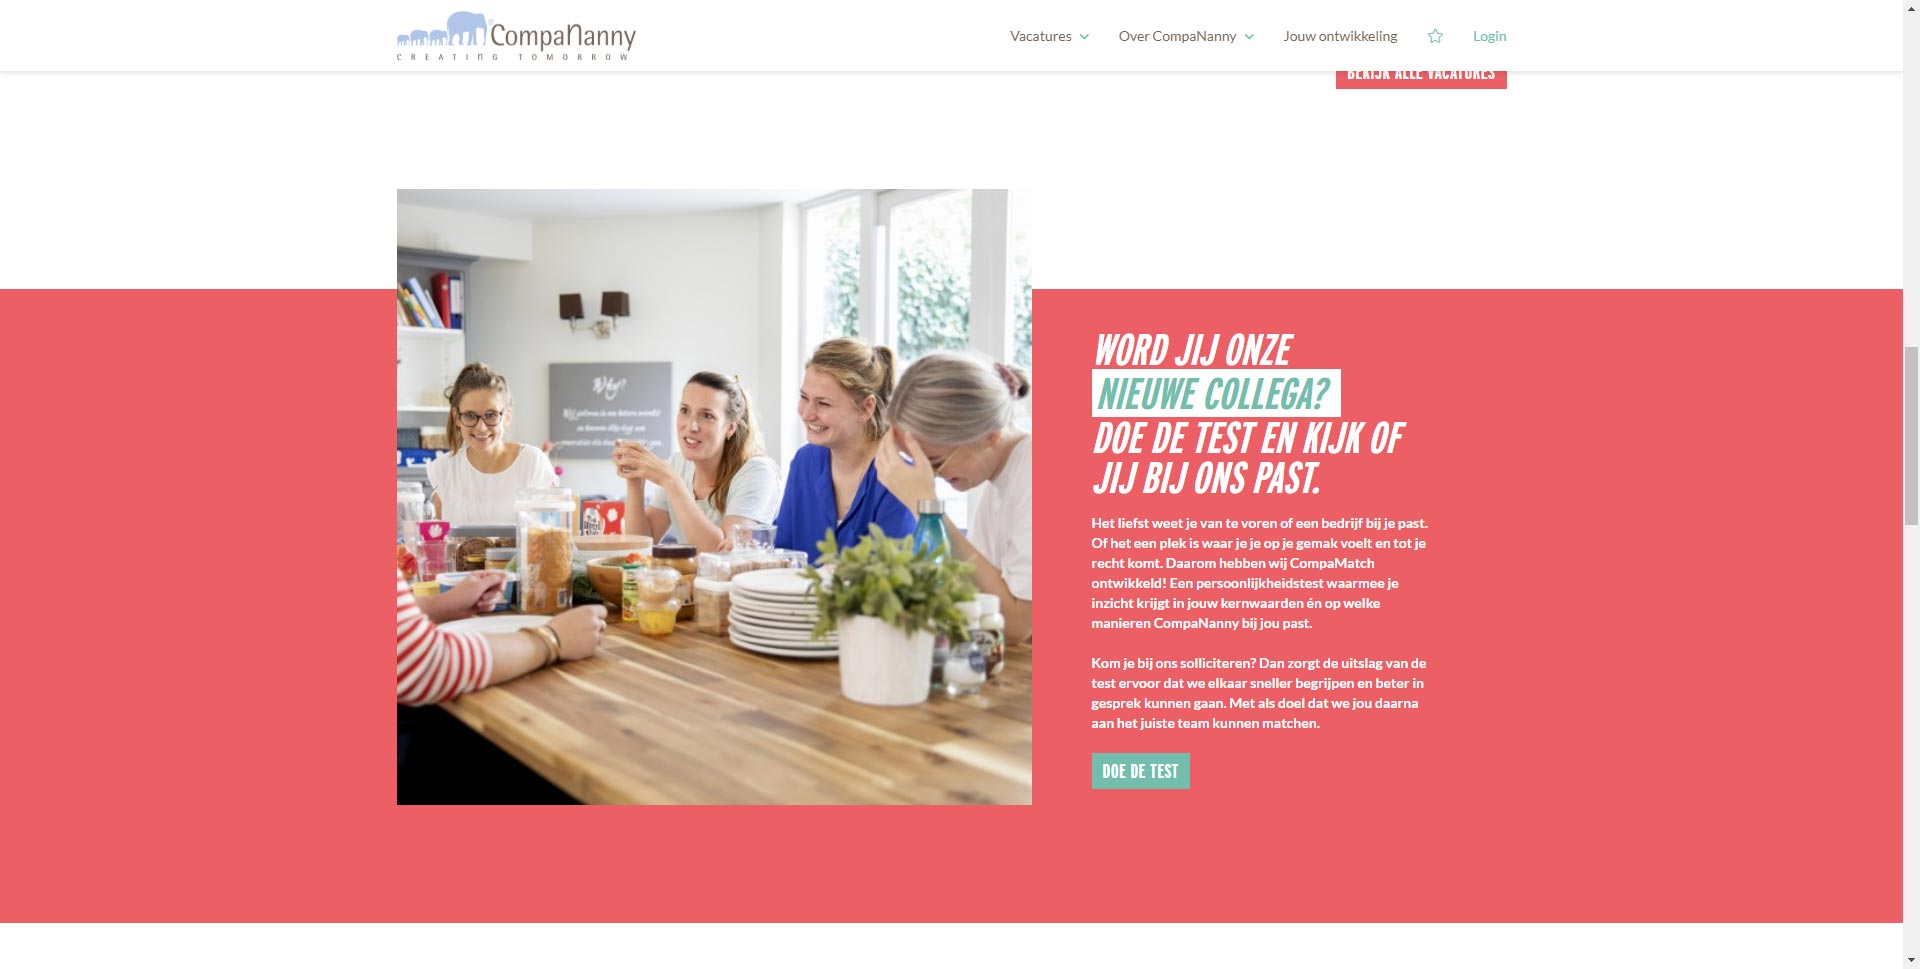 CompaNanny
CREATING TOMORROW
Vacatures
Over CompaNanny
Jouw ontwikkeling
Login
BEKIJK ALLE VACATURES
Why?
WORD JIJ ONZE
NIEUWE COLLEGA?
DOE DE TEST EN KIJK OF
JIJ BIJ ONS PAST.
Het liefst weet je van te voren of een bedrijf bij je past.
Of het een plek is waar je je op je gemak voelt en tot je
recht komt. Daarom hebben wij CompaMatch
ontwikkeld! Een persoonlijkheidstest waarmee je
inzicht krijgt in jouw kernwaarden én op welke
manieren CompaNanny bij jou past.
Kom je bij ons solliciteren? Dan zorgt de uitslag van de
test ervoor dat we elkaar sneller begrijpen en beter in
gesprek kunnen gaan. Met als doel dat we jou daarna
aan het juiste team kunnen matchen.
DOE DE TEST